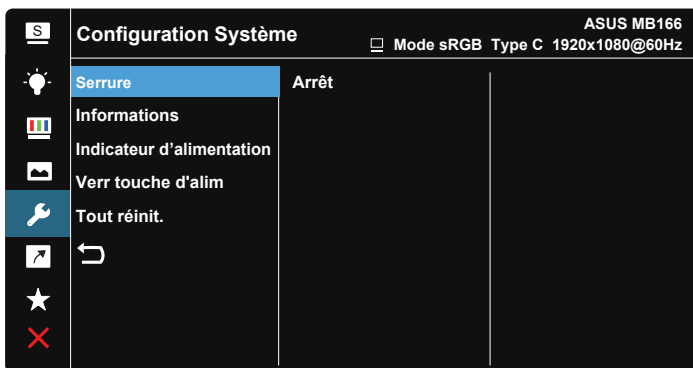 S
Configuration Système
ASUS MB166
Mode sRGB Type C 1920x1080@60Hz
Serrure
Arrêt
Informations
Indicateur d’alimentation
Verr touche d'alim
Tout réinit.